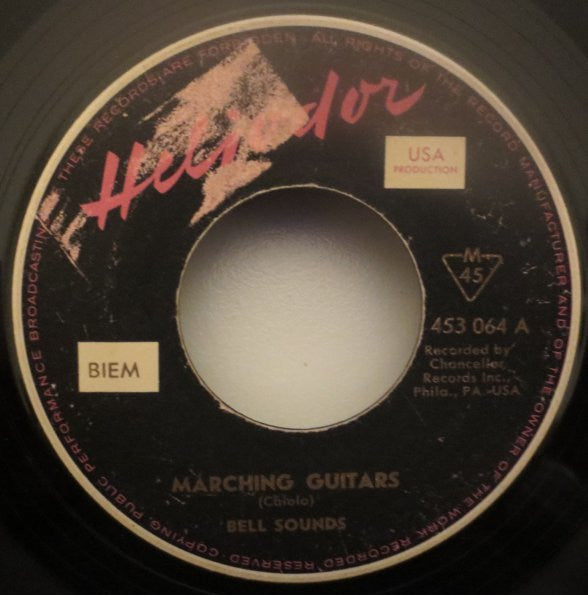 Heliodor
USA
PRODUCTION
M
45
453 064 A
Recorded by
Chancellor
Records Inc.,
Phila., PA.-USA
BIEM
MARCHING GUITARS
(Chiolo)
BELL SOUNDS
ALL RIGHTS OF THE RECORD MANUFACTURER AND OF THE OWNER OF THE WORK RECORDED RESERVED COPYING PUBLIC PERFORMANCE BROADCASTING OF THESE RECORDS ARE FORBIDDEN